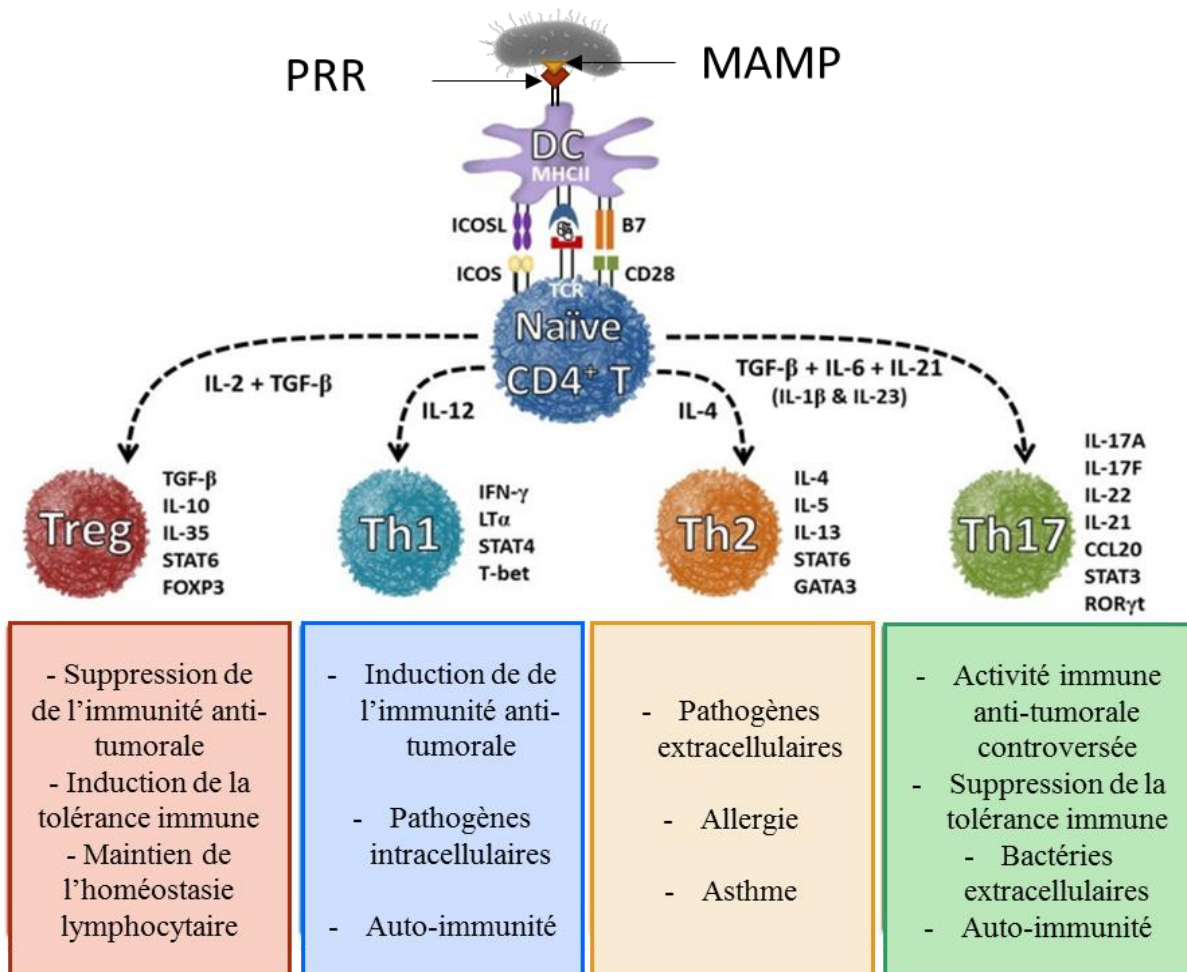 PRR
MAMP
DC
MHCII
ICOSL
B7
ICOS
CD28
TCR
Naïve
CD4⁺ T
IL-2 + TGF-β
IL-12
IL-4
TGF-β + IL-6 + IL-21
(IL-1β & IL-23)
Treg
TGF-β
IL-10
IL-35
STAT6
FOXP3
Th1
IFN-γ
LTα
STAT4
T-bet
Th2
IL-4
IL-5
IL-13
STAT6
GATA3
Th17
IL-17A
IL-17F
IL-22
IL-21
CCL20
STAT3
RORγt
- Suppression de
de l’immunité anti-
tumorale
- Induction de la
tolérance immune
- Maintien de
l’homéostasie
lymphocytaire
- Induction de de
l’immunité anti-
tumorale
- Pathogènes
intracellulaires
- Auto-immunité
- Pathogènes
extracellulaires
- Allergie
- Asthme
- Activité immune
anti-tumorale
controversée
- Suppression de la
tolérance immune
- Bactéries
extracellulaires
- Auto-immunité